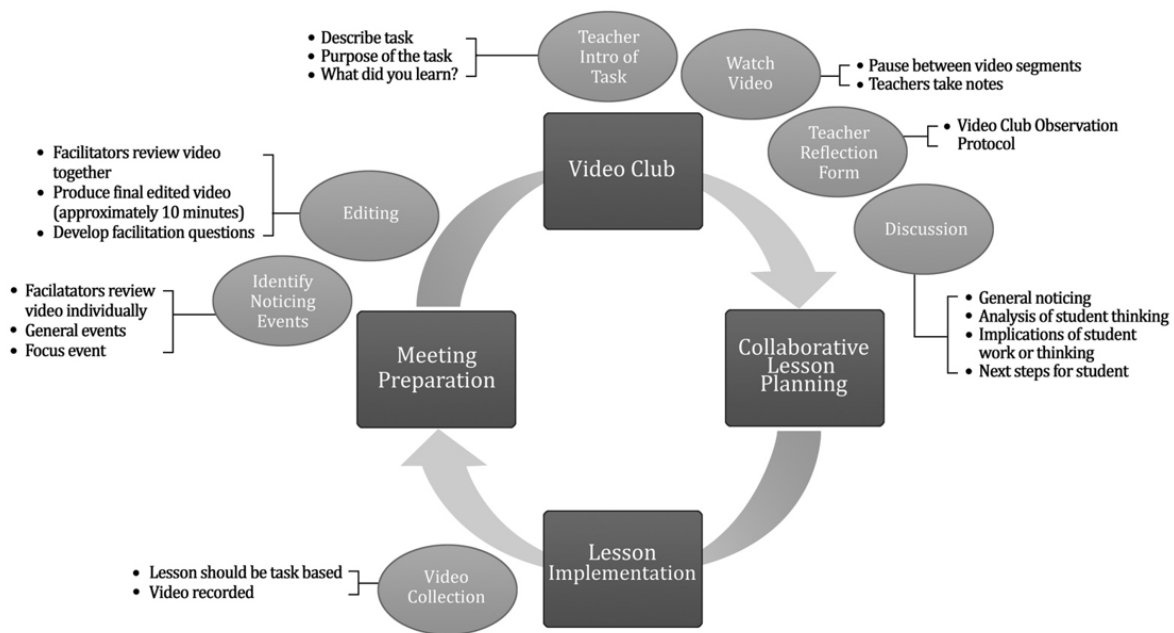 • Describe task
• Purpose of the task
• What did you learn?
Teacher
Intro of
Task
Watch
Video
• Pause between video segments
• Teachers take notes
Teacher
Reflection
Form
• Video Club Observation
Protocol
Discussion
• General noticing
• Analysis of student thinking
• Implications of student
work or thinking
• Next steps for student
Video Club
• Facilitators review video
together
• Produce final edited video
(approximately 10 minutes)
• Develop facilitation questions
Editing
• Facilatators review
video individually
• General events
• Focus event
Identify
Noticing
Events
Meeting
Preparation
Collaborative
Lesson
Planning
Lesson
Implementation
• Lesson should be task based
• Video recorded
Video
Collection